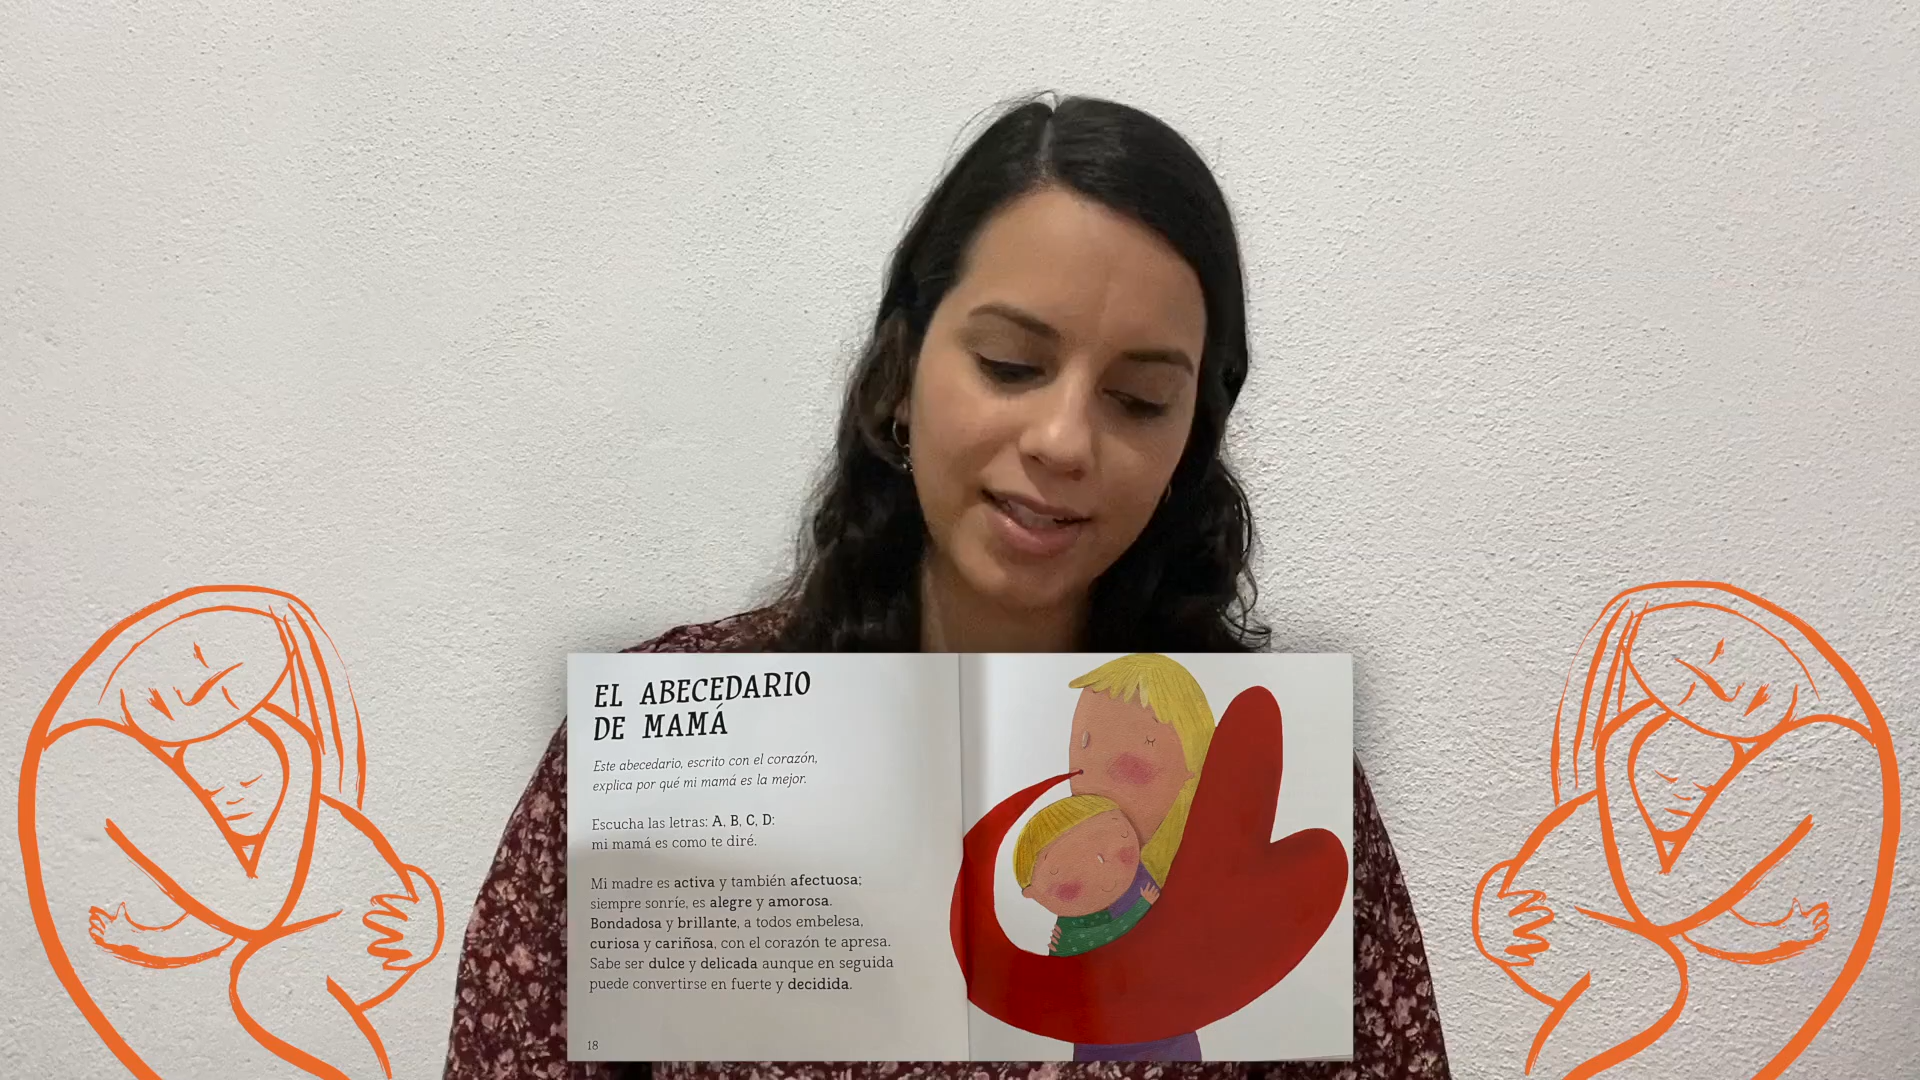 EL ABECEDARIO
DE MAMÁ
Este abecedario, escrito con el corazón,
explica por qué mi mamá es la mejor.
Escucha las letras: A, B, C, D:
mi mamá es como te diré.
Mi madre es activa y también afectuosa;
siempre sonríe, es alegre y amorosa.
Bondadosa y brillante, a todos embelesa,
curiosa y cariñosa, con el corazón te apresa.
Sabe ser dulce y delicada aunque en seguida
puede convertirse en fuerte y decidida.
18